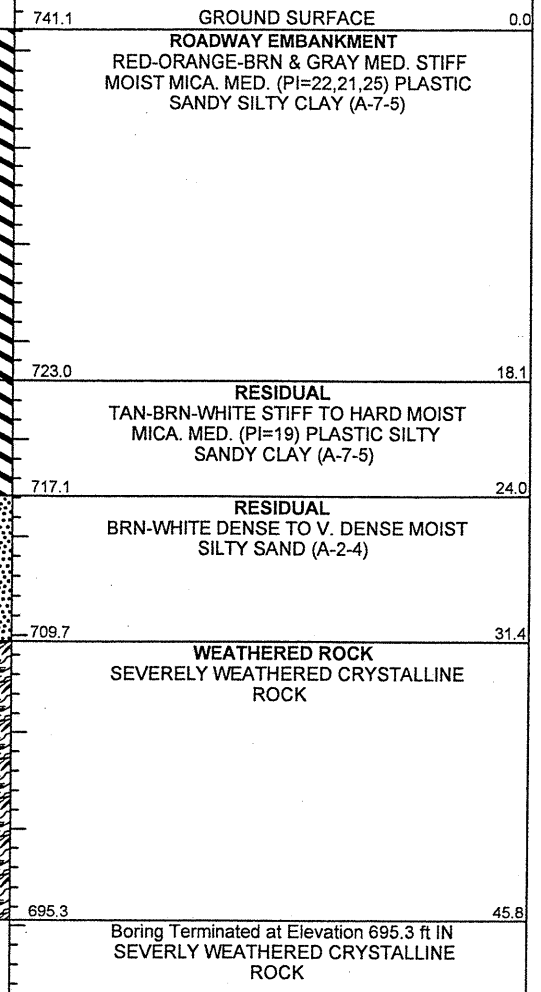 741.1 GROUND SURFACE 0.0
ROADWAY EMBANKMENT
RED-ORANGE-BRN & GRAY MED. STIFF
MOIST MICA. MED. (PI=22,21,25) PLASTIC
SANDY SILTY CLAY (A-7-5)
723.0 18.1
RESIDUAL
TAN-BRN-WHITE STIFF TO HARD MOIST
MICA. MED. (PI=19) PLASTIC SILTY
SANDY CLAY (A-7-5)
717.1 24.0
RESIDUAL
BRN-WHITE DENSE TO V. DENSE MOIST
SILTY SAND (A-2-4)
709.7 31.4
WEATHERED ROCK
SEVERELY WEATHERED CRYSTALLINE
ROCK
695.3 45.8
Boring Terminated at Elevation 695.3 ft IN
SEVERLY WEATHERED CRYSTALLINE
ROCK